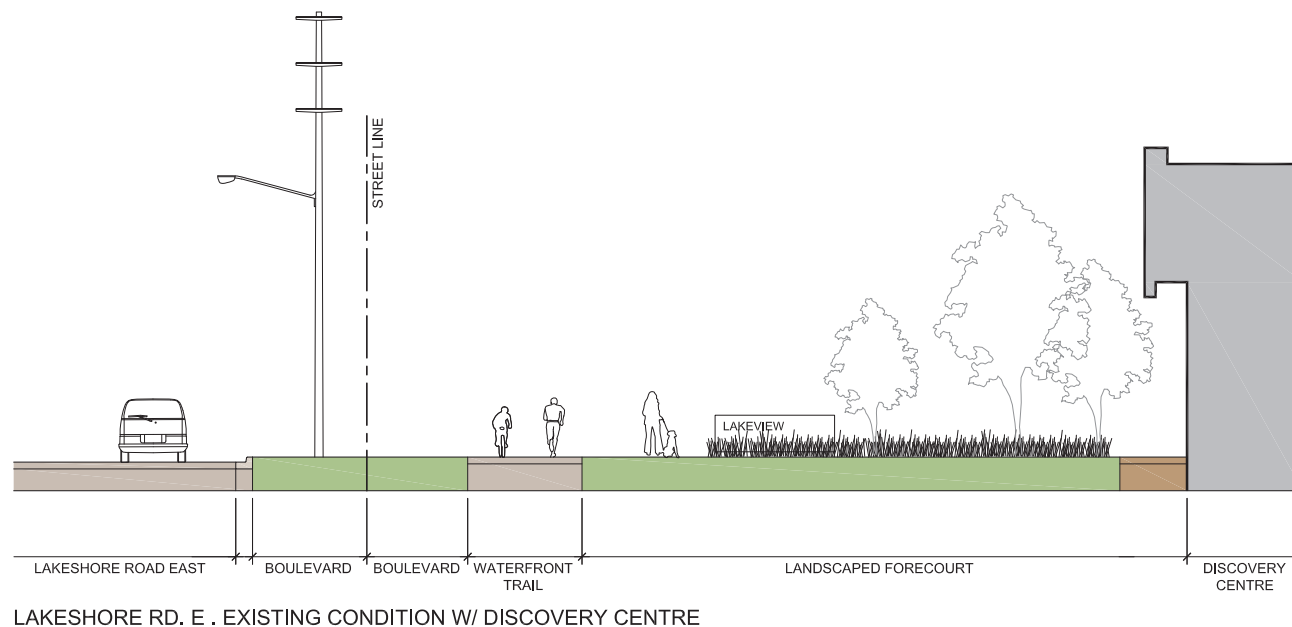 STREET LINE
LAKEVIEW
LAKESHORE ROAD EAST
BOULEVARD
BOULEVARD
WATERFRONT
TRAIL
LANDSCAPED FORECOURT
DISCOVERY
CENTRE
LAKESHORE RD. E . EXISTING CONDITION W/ DISCOVERY CENTRE